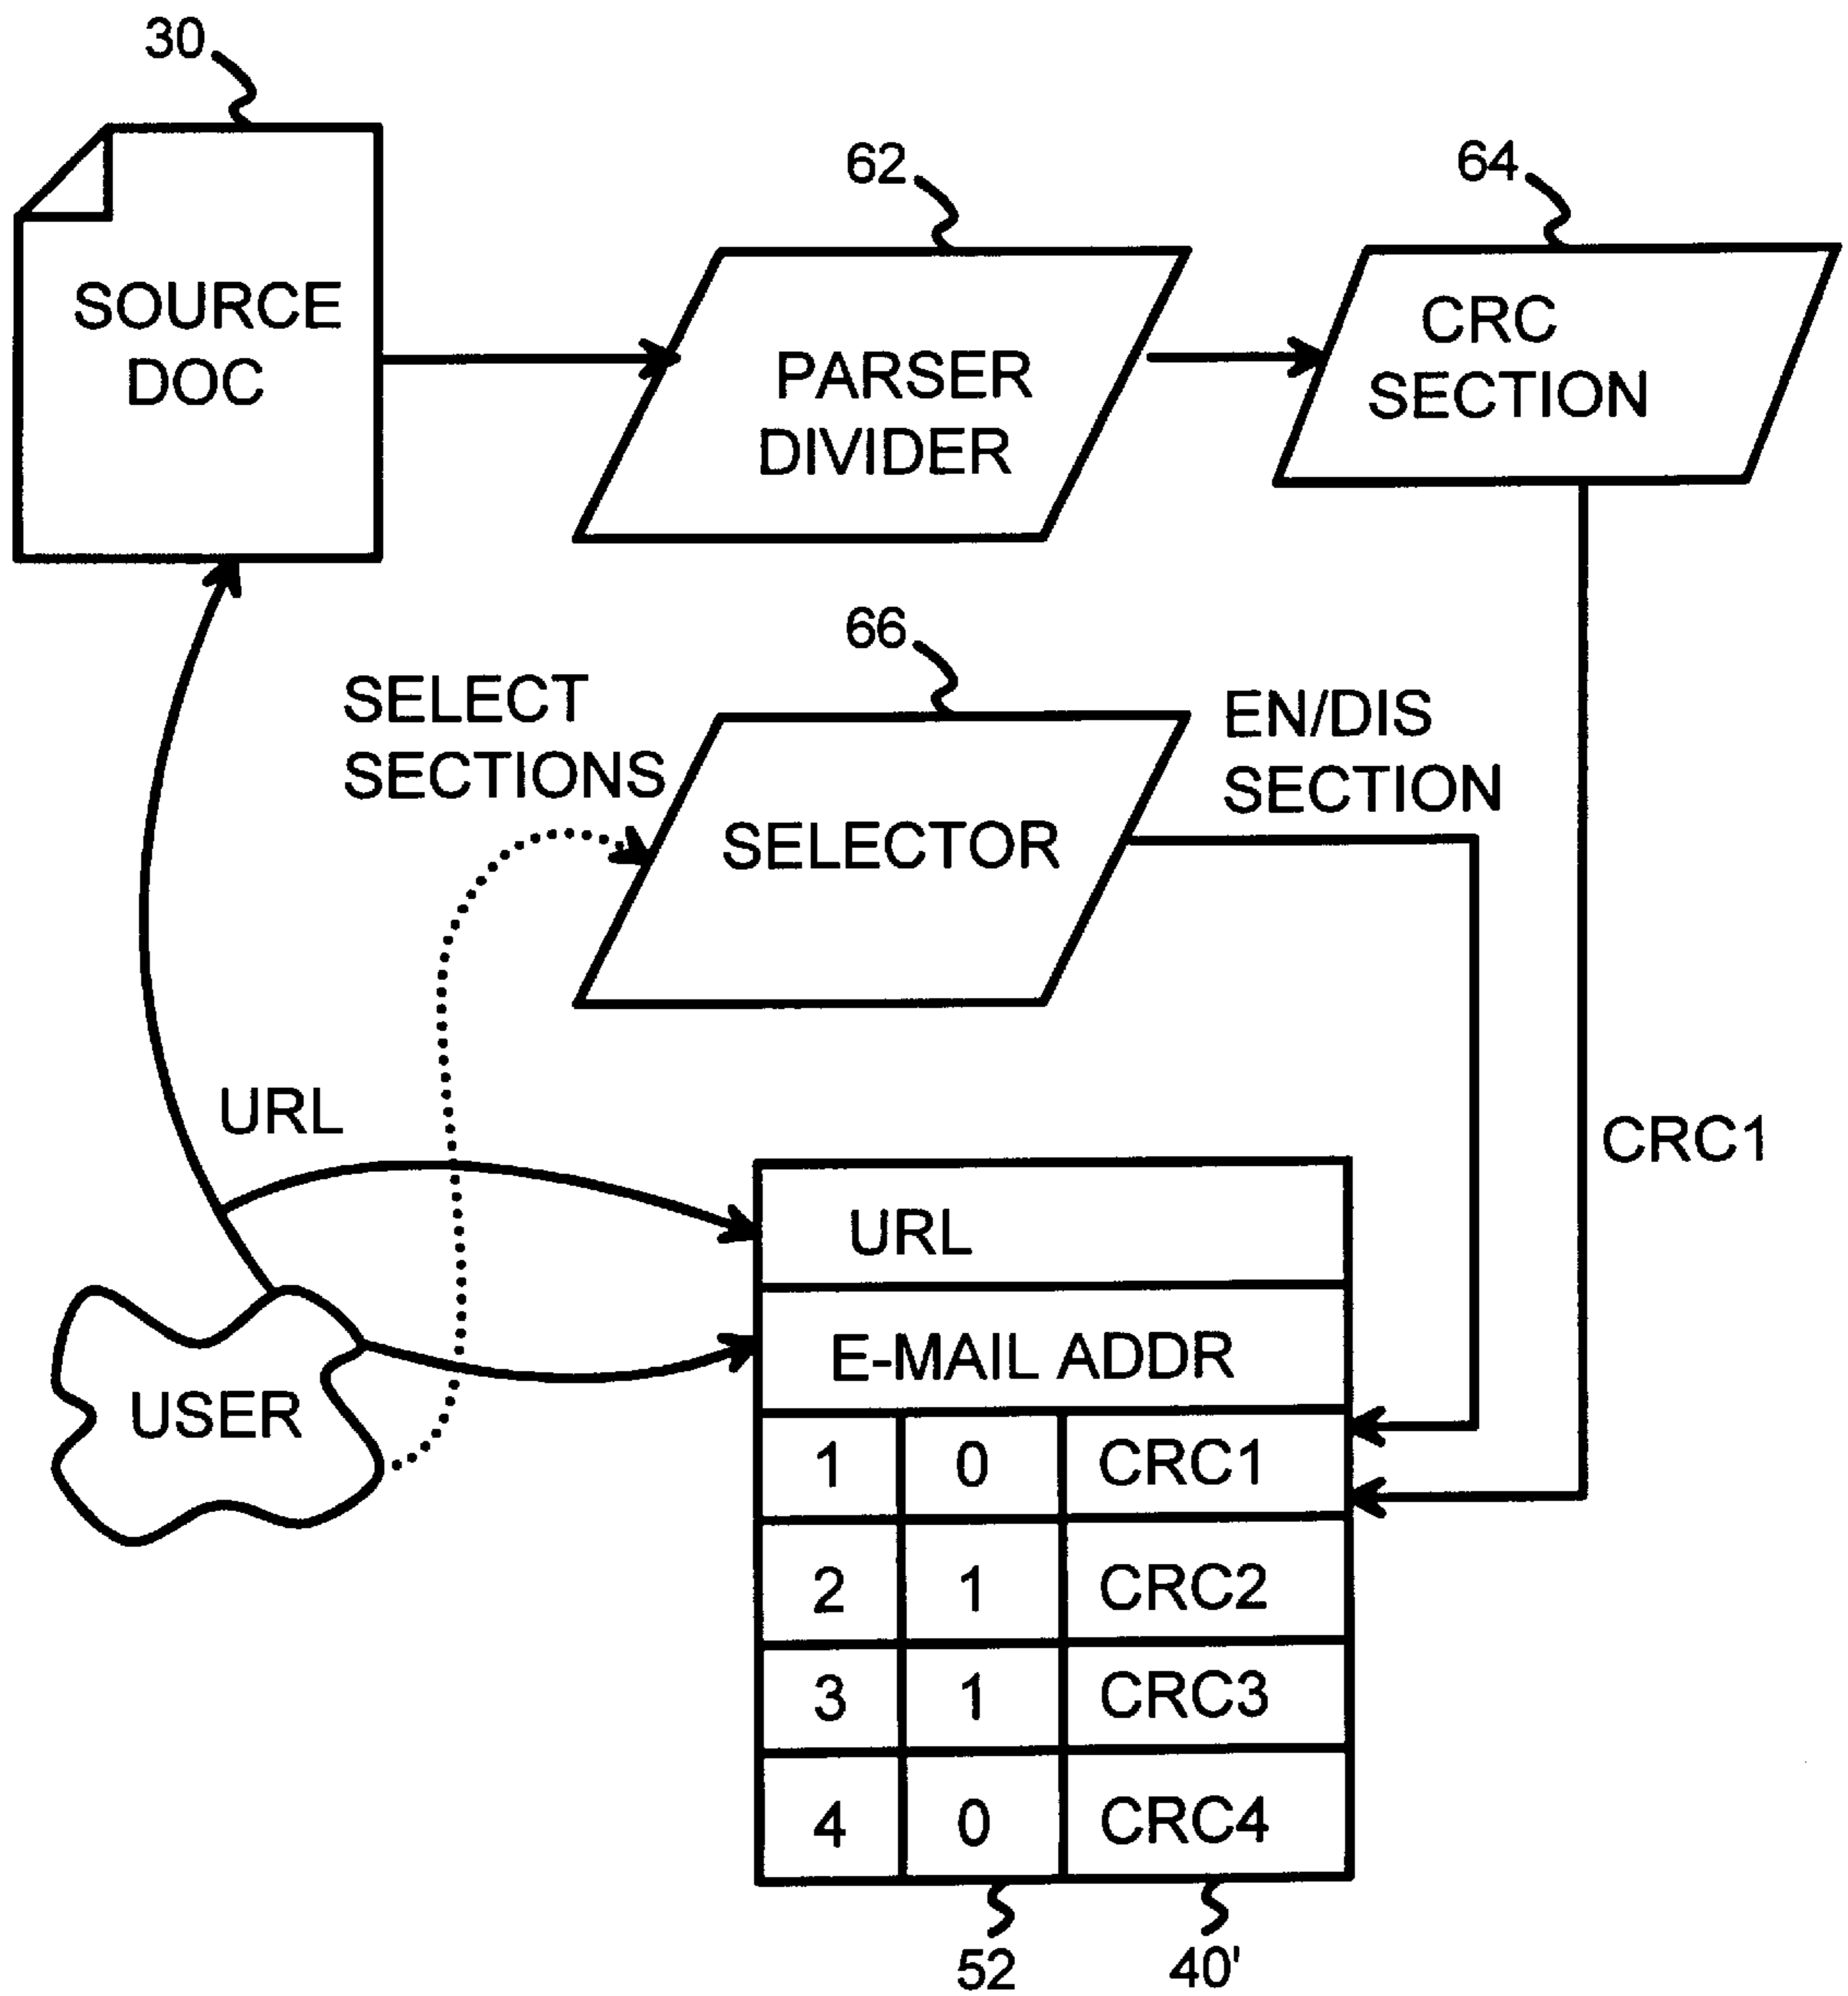 30
62
64
SOURCE
DOC
PARSER
DIVIDER
CRC
SECTION
66
SELECT
SECTIONS
SELECTOR
EN/DIS
SECTION
URL
CRC1
URL
E-MAIL ADDR
USER
1 0 CRC1
2 1 CRC2
3 1 CRC3
4 0 CRC4
52
40'